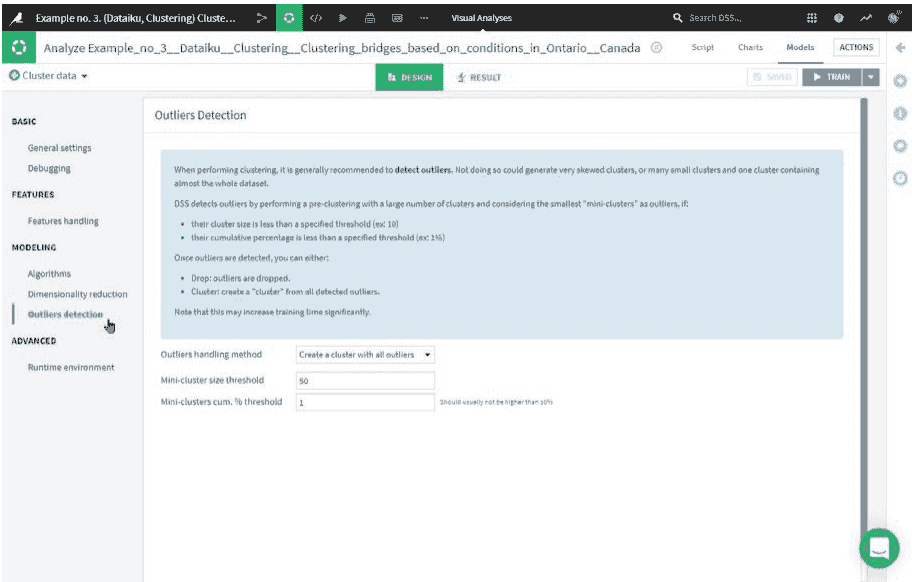 Example no. 3. (Dataiku, Clustering) Cluste...
Visual Analyses
Search DSS...
Analyze Example_no_3__Dataiku__Clustering__Clustering_bridges_based_on_conditions_in_Ontario__Canada
Script
Charts
Models
ACTIONS
Cluster data
DESIGN
RESULT
SAVED
TRAIN
BASIC
General settings
Debugging
FEATURES
Features handling
MODELING
Algorithms
Dimensionality reduction
Outliers detection
ADVANCED
Runtime environment
Outliers Detection
When performing clustering, it is generally recommended to detect outliers. Not doing so could generate very skewed clusters, or many small clusters and one cluster containing
almost the whole dataset.
DSS detects outliers by performing a pre-clustering with a large number of clusters and considering the smallest "mini-clusters" as outliers, if:
• their cluster size is less than a specified threshold (ex: 10)
• their cumulative percentage is less than a specified threshold (ex: 1%)
Once outliers are detected, you can either:
• Drop: outliers are dropped.
• Cluster: create a "cluster" from all detected outliers.
Note that this may increase training time significantly.
Outliers handling method Create a cluster with all outliers
Mini-cluster size threshold 50
Mini-clusters cum. % threshold 1 Should usually not be higher than 10%